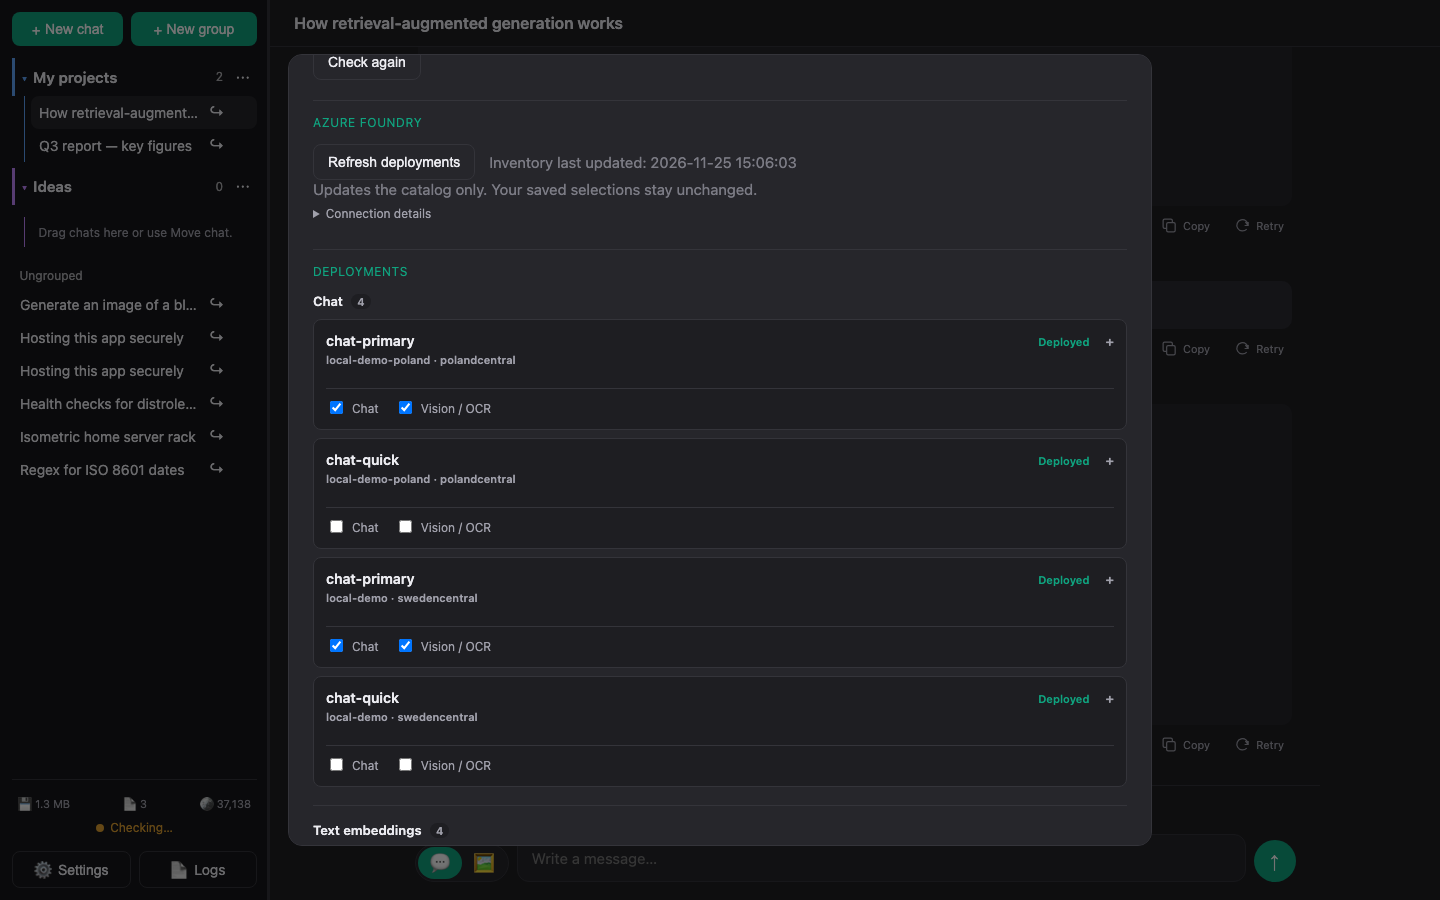 + New chat
+ New group
My projects 2 ...
How retrieval-augment...
Q3 report — key figures
Ideas 0 ...
Drag chats here or use Move chat.
Ungrouped
Generate an image of a bl...
Hosting this app securely
Hosting this app securely
Health checks for distrole...
Isometric home server rack
Regex for ISO 8601 dates
1.3 MB 3 37,138
Checking...
Settings
Logs
How retrieval-augmented generation works
Check again
AZURE FOUNDRY
Refresh deployments Inventory last updated: 2026-11-25 15:06:03
Updates the catalog only. Your saved selections stay unchanged.
Connection details
DEPLOYMENTS
Chat 4
chat-primary Deployed +
local-demo-poland · polandcentral
Chat Vision / OCR
chat-quick Deployed +
local-demo-poland · polandcentral
Chat Vision / OCR
chat-primary Deployed +
local-demo · swedencentral
Chat Vision / OCR
chat-quick Deployed +
local-demo · swedencentral
Chat Vision / OCR
Text embeddings 4
Copy Retry
Copy Retry
Copy Retry
Write a message...